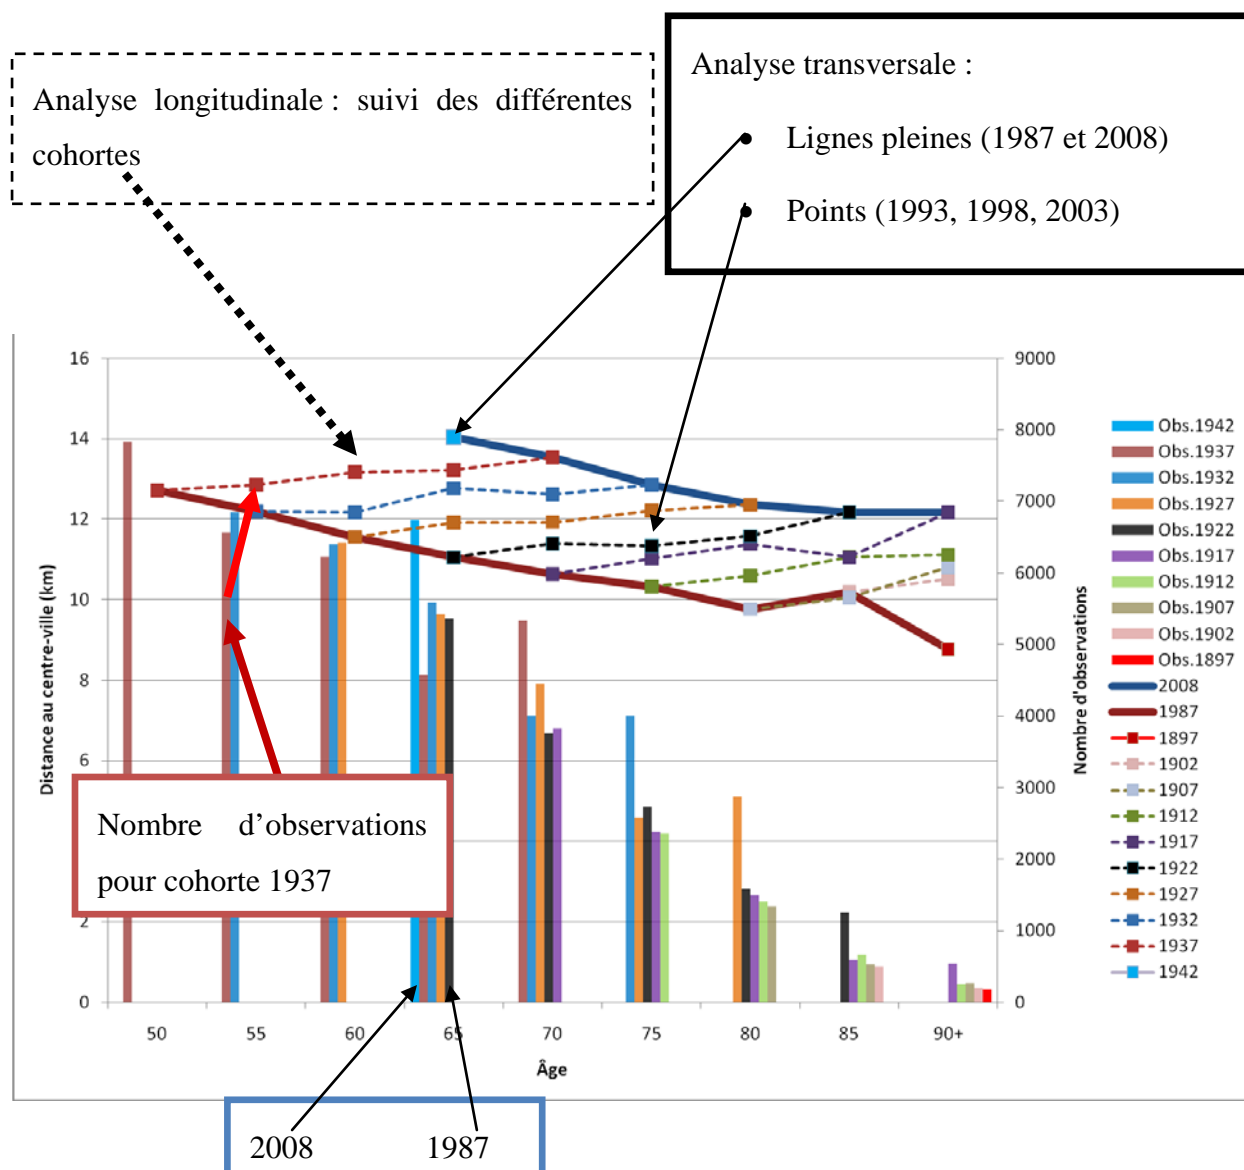 Analyse longitudinale : suivi des différentes
cohortes
Analyse transversale :
• Lignes pleines (1987 et 2008)
• Points (1993, 1998, 2003)
16
14
12
10
8
6
2
0
Distance au centre-ville (km)
9000
8000
7000
6000
5000
4000
3000
2000
1000
0
Nombre d'observations
50
55
60
65
70
75
80
85
90+
Âge
Nombre d’observations
pour cohorte 1937
2008 1987
Obs.1942
Obs.1937
Obs.1932
Obs.1927
Obs.1922
Obs.1917
Obs.1912
Obs.1907
Obs.1902
Obs.1897
2008
1987
1897
1902
1907
1912
1917
1922
1927
1932
1937
1942